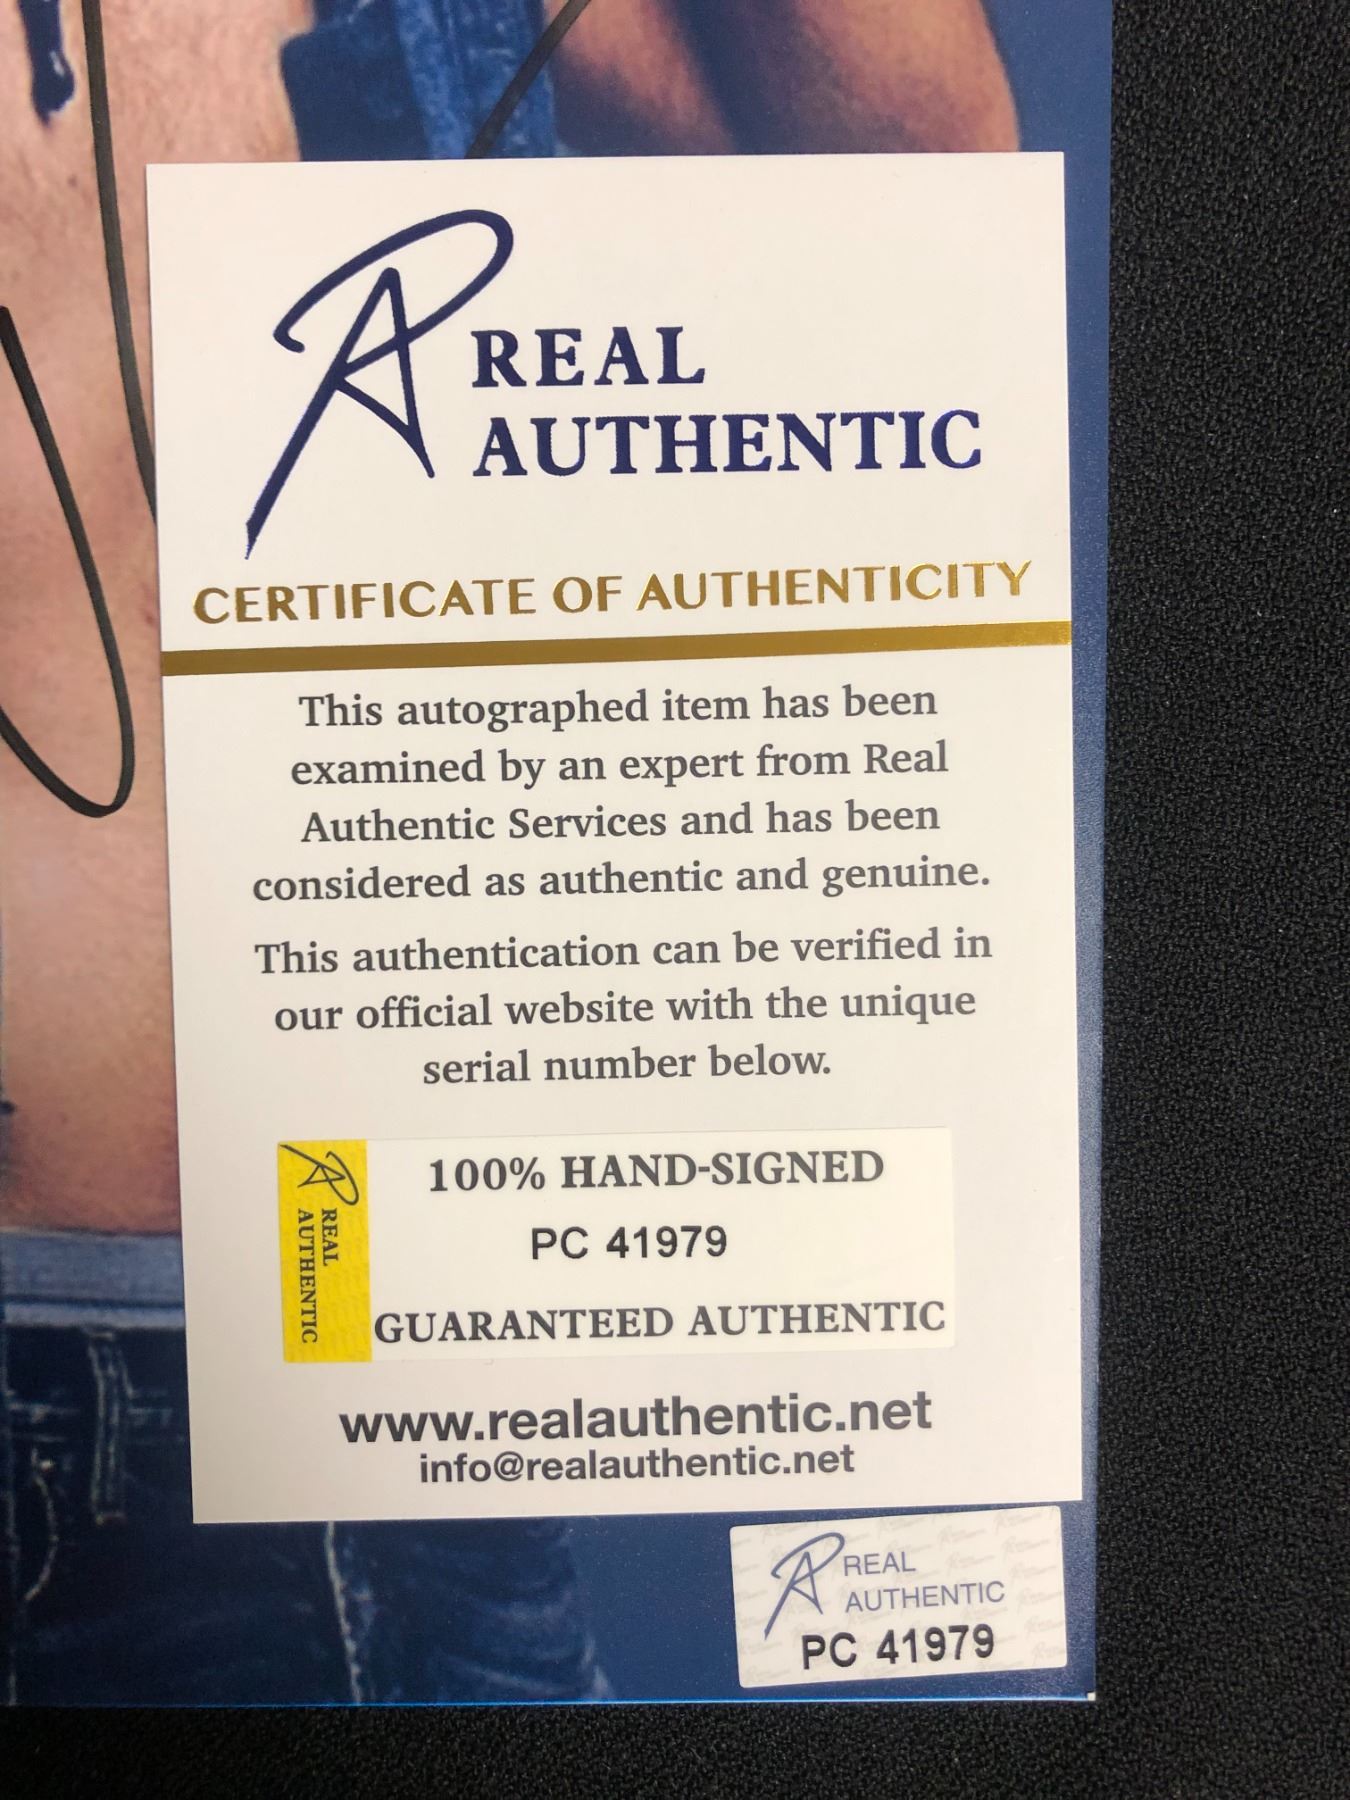 REAL
AUTHENTIC
CERTIFICATE OF AUTHENTICITY
This autographed item has been
examined by an expert from Real
Authentic Services and has been
considered as authentic and genuine.
This authentication can be verified in
our official website with the unique
serial number below.
REAL
AUTHENTIC
100% HAND-SIGNED
PC 41979
GUARANTEED AUTHENTIC
www.realauthentic.net
info@realauthentic.net
REAL
AUTHENTIC
PC 41979